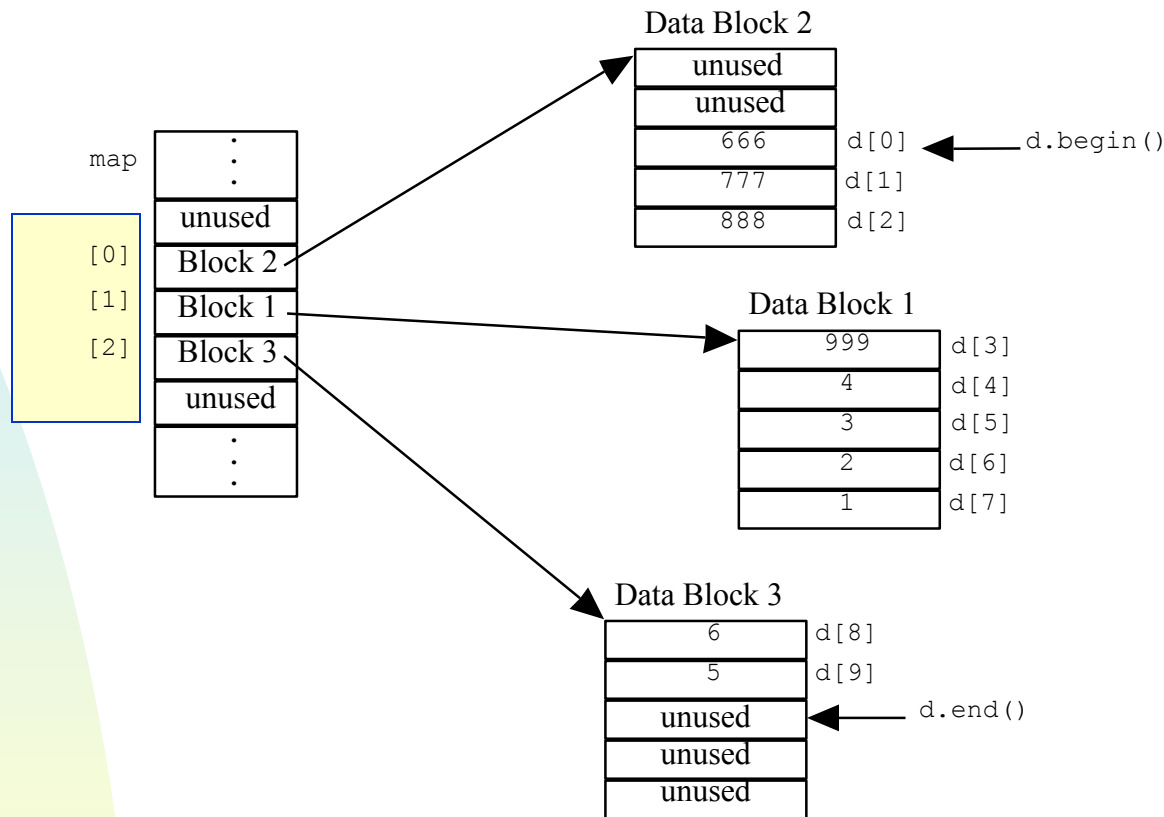 Data Block 2
unused
unused
666 d[0] d.begin()
777 d[1]
888 d[2]
map
unused
[0] Block 2
[1] Block 1
[2] Block 3
unused
Data Block 1
999 d[3]
4 d[4]
3 d[5]
2 d[6]
1 d[7]
Data Block 3
6 d[8]
5 d[9]
unused d.end()
unused
unused